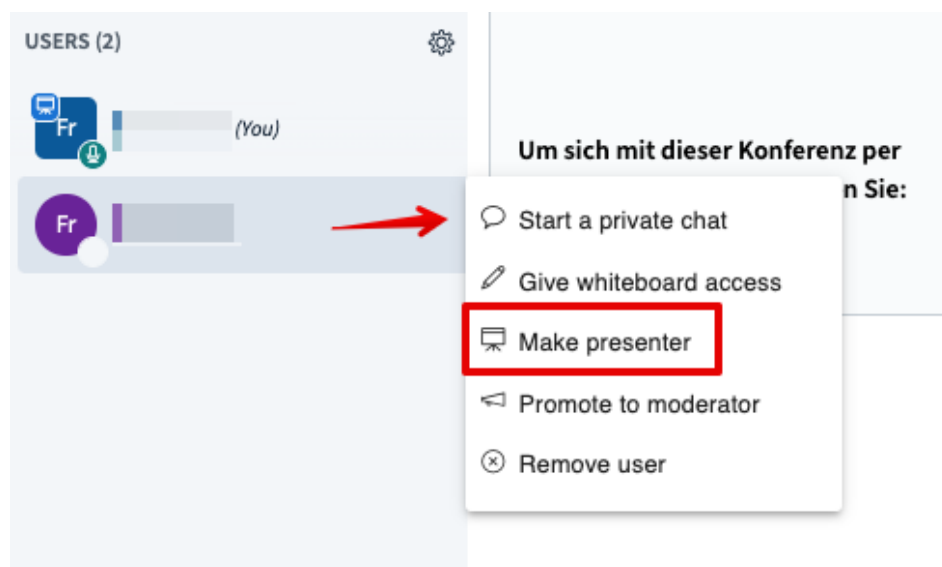 USERS (2)
Fr
(You)
Fr
Um sich mit dieser Konferenz per
n Sie:
Start a private chat
Give whiteboard access
Make presenter
Promote to moderator
Remove user